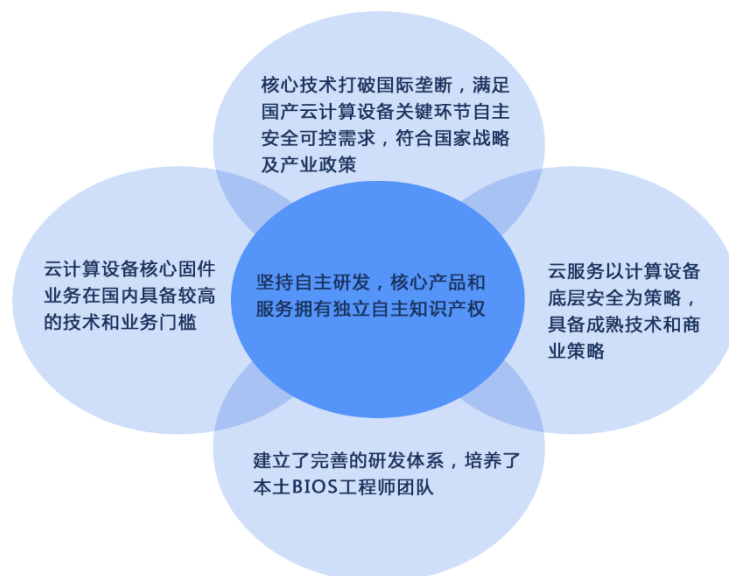 核心技术打破国际垄断，满足
国产云计算设备关键环节自主
安全可控需求，符合国家战略
及产业政策
云计算设备核心固件
业务在国内具备较高
的技术和业务门槛
坚持自主研发，核心产品和
服务拥有独立自主知识产权
云服务以计算设备
底层安全为策略，
具备成熟技术和商
业策略
建立了完善的研发体系，培养了
本土BIOS工程师团队